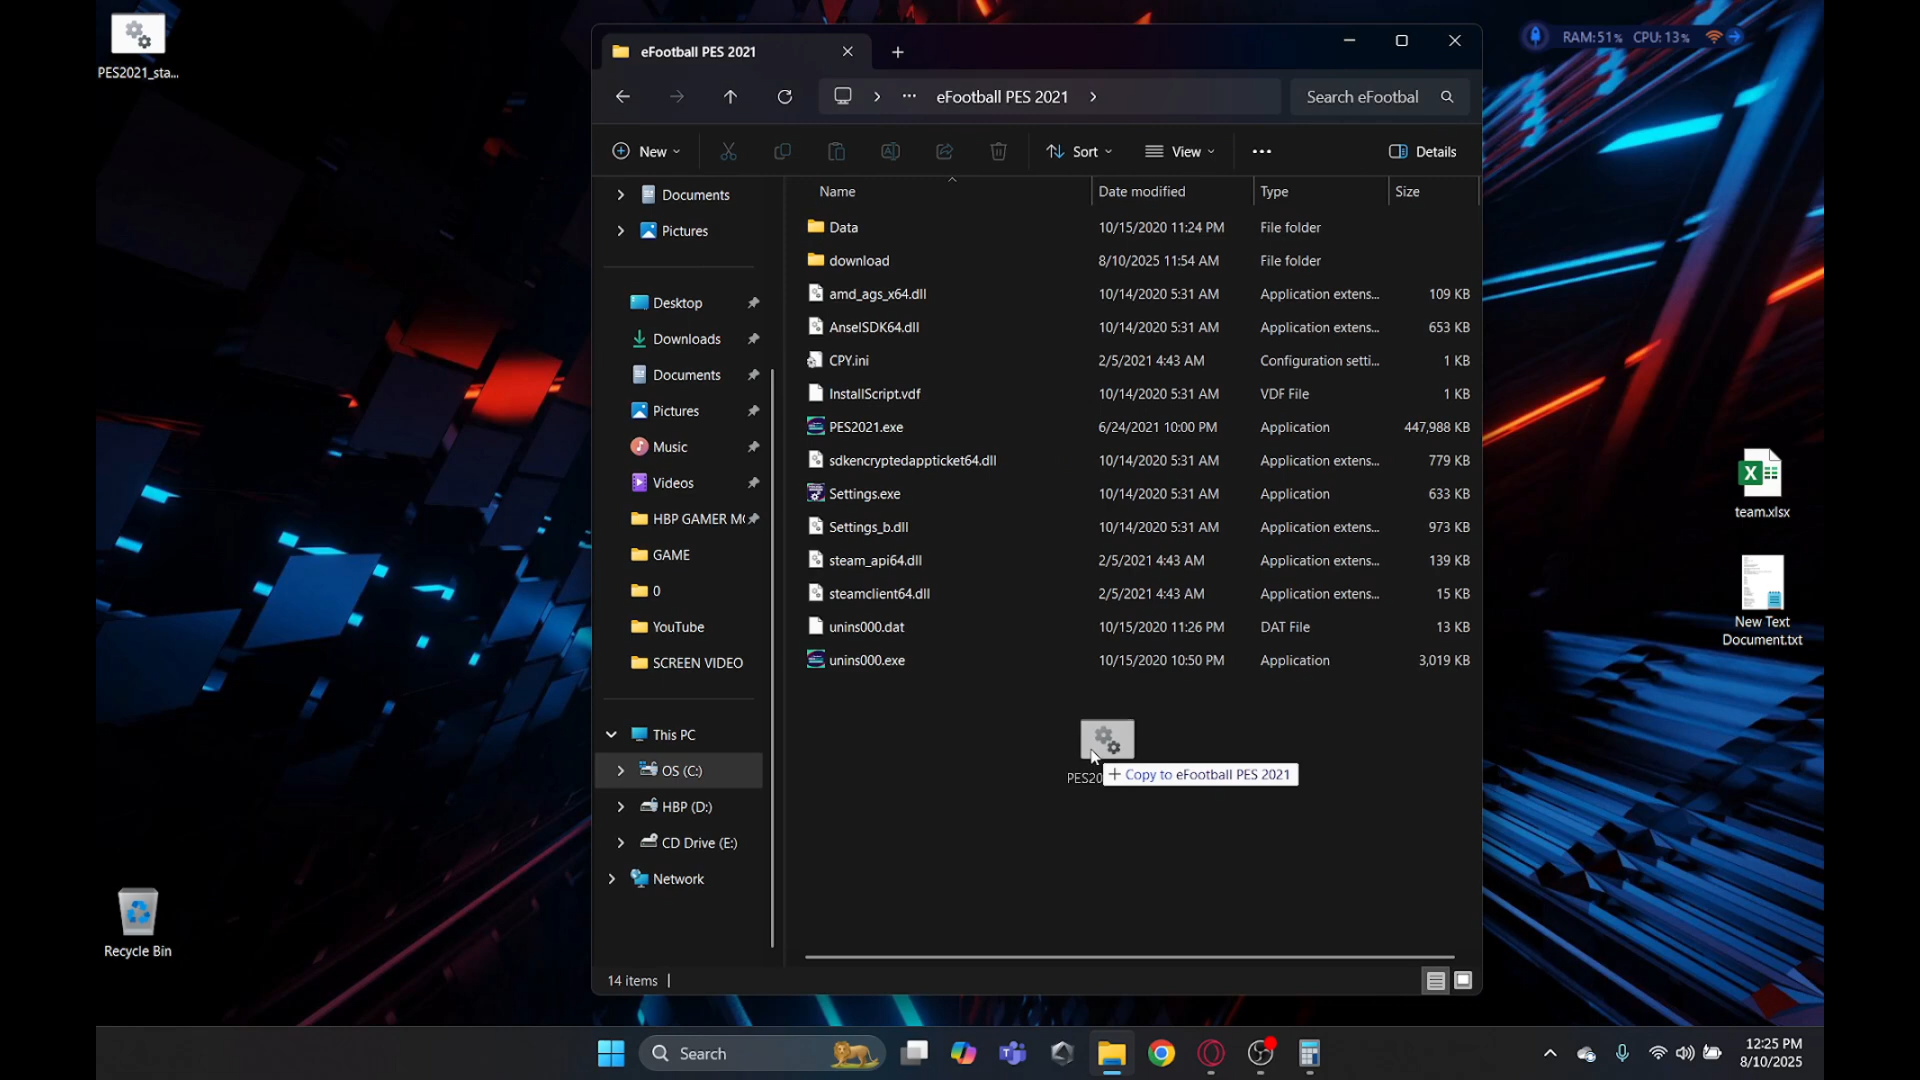 PES2021_sta...
eFootball PES 2021
RAM:51% CPU:13%
eFootball PES 2021
Search eFootbal
New
Sort
View
Details
Name Date modified Type Size
Documents
Pictures
Desktop
Downloads
Documents
Pictures
Music
Videos
HBP GAMER M
GAME
0
YouTube
SCREEN VIDEO
This PC
OS (C:)
HBP (D:)
CD Drive (E:)
Network
Data 10/15/2020 11:24 PM File folder
download 8/10/2025 11:54 AM File folder
amd_ags_x64.dll 10/14/2020 5:31 AM Application extens... 109 KB
AnselSDK64.dll 10/14/2020 5:31 AM Application extens... 653 KB
CPY.ini 2/5/2021 4:43 AM Configuration setti... 1 KB
InstallScript.vdf 10/14/2020 5:31 AM VDF File 1 KB
PES2021.exe 6/24/2021 10:00 PM Application 447,988 KB
sdkencryptedappticket64.dll 10/14/2020 5:31 AM Application extens... 779 KB
Settings.exe 10/14/2020 5:31 AM Application 633 KB
Settings_b.dll 10/14/2020 5:31 AM Application extens... 973 KB
steam_api64.dll 2/5/2021 4:43 AM Application extens... 139 KB
steamclient64.dll 2/5/2021 4:43 AM Application extens... 15 KB
unins000.dat 10/15/2020 11:26 PM DAT File 13 KB
unins000.exe 10/15/2020 10:50 PM Application 3,019 KB
PES20
+ Copy to eFootball PES 2021
14 items
team.xlsx
New Text
Document.txt
Recycle Bin
Search
12:25 PM
8/10/2025